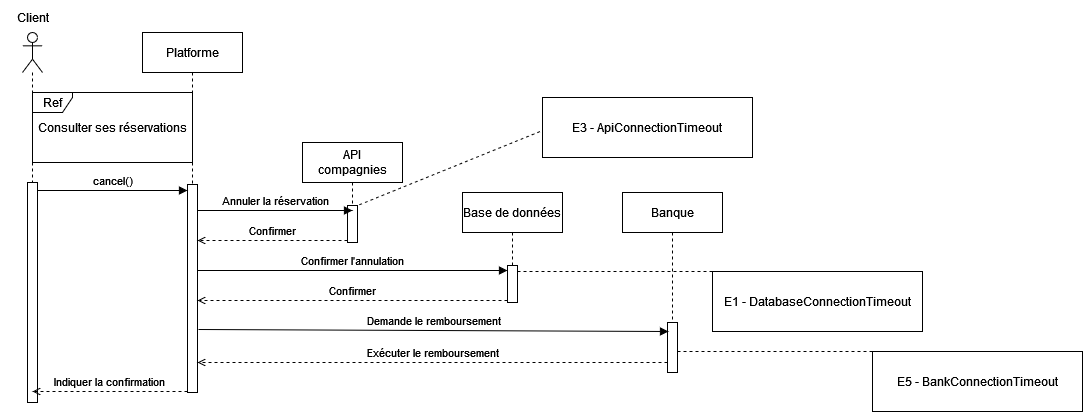 Client
Platforme
Ref
Consulter ses réservations
E3 - ApiConnectionTimeout
API
compagnies
cancel()
Annuler la réservation
Base de données
Banque
Confirmer
Confirmer l'annulation
Confirmer
E1 - DatabaseConnectionTimeout
Demande le remboursement
Exécuter le remboursement
E5 - BankConnectionTimeout
Indiquer la confirmation